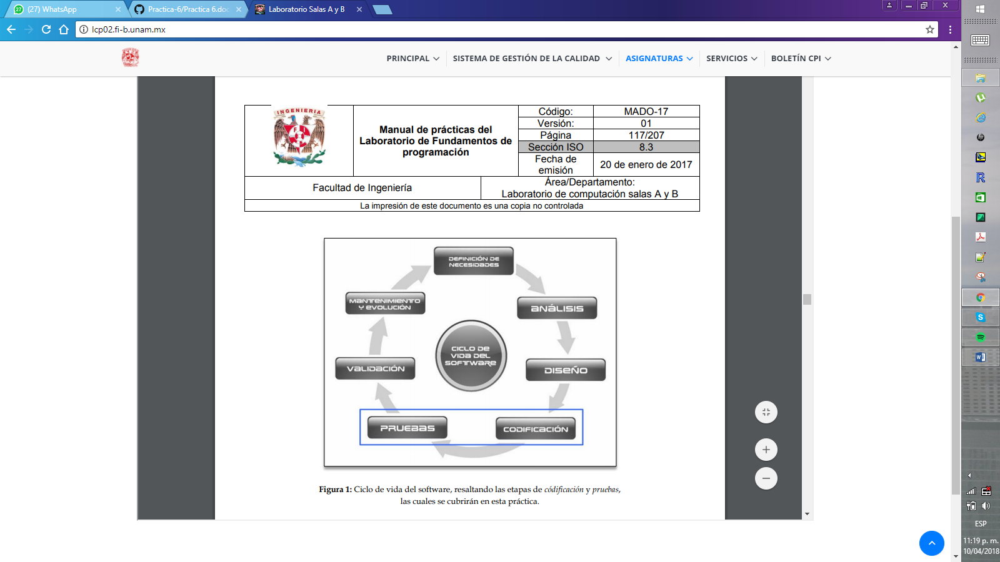 (27) WhatsApp
Practica-6/Practica 6.doc
Laboratorio Salas A y B
lcp02.fi-b.unam.mx
PRINCIPAL
SISTEMA DE GESTIÓN DE LA CALIDAD
ASIGNATURAS
SERVICIOS
BOLETÍN CPI
INGENIERIA
F I
Manual de prácticas del
Laboratorio de Fundamentos de
programación
Código: MADO-17
Versión: 01
Página 117/207
Sección ISO 8.3
Fecha de
emisión
20 de enero de 2017
Facultad de Ingeniería
Área/Departamento:
Laboratorio de computación salas A y B
La impresión de este documento es una copia no controlada
DEFINICIÓN DE
NECESIDADES
MANTENIMIENTO
Y EVOLUCIÓN
ANÁLISIS
CICLO DE
VIDA DEL
SOFTWARE
VALIDACIÓN
DISEÑO
PRUEBAS
CODIFICACIÓN
Figura 1: Ciclo de vida del software, resaltando las etapas de códificación y pruebas,
las cuales se cubrirán en esta práctica.
ESP
11:19 p. m.
10/04/2018